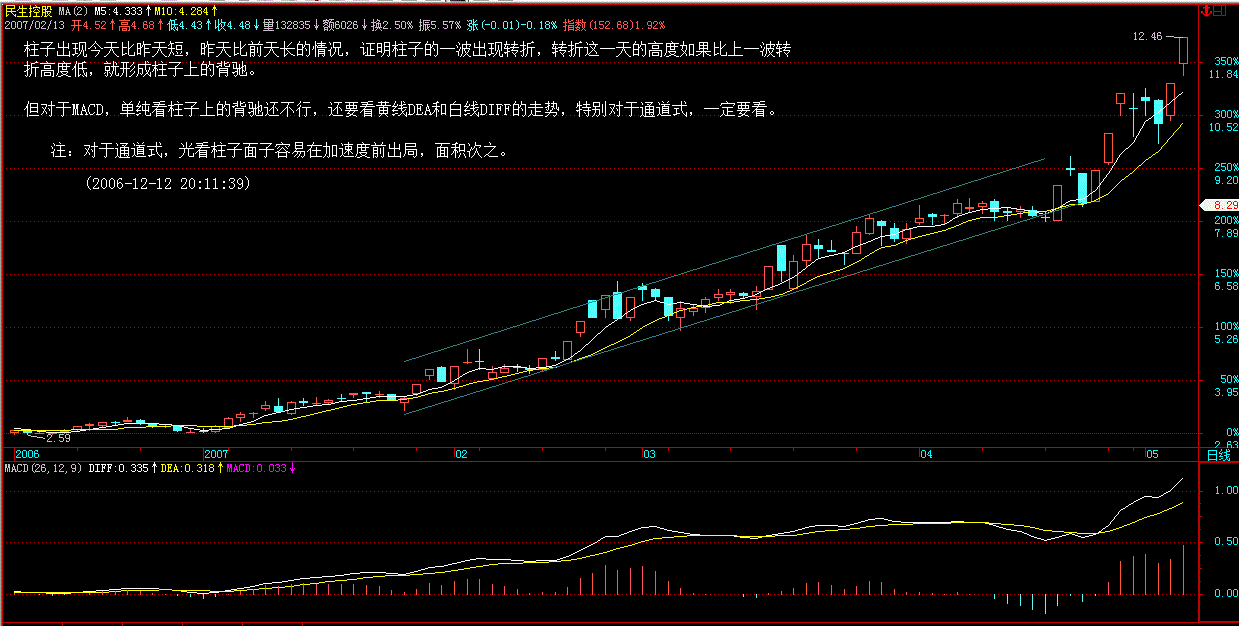 民生控股 MA(2) M5:4.333↑M10:4.284↑
2007/02/13 开4.52↑高4.68↑低4.43↑收4.48↓量132835↓额6026↓换2.50% 振5.57% 涨(-0.01)-0.18% 指数(152.68)1.92%
柱子出现今天比昨天短，昨天比前天长的情况，证明柱子的一波出现转折，转折这一天的高度如果比上一波转
折高度低，就形成柱子上的背驰。
但对于MACD，单纯看柱子上的背驰还不行，还要看黄线DEA和白线DIFF的走势，特别对于通道式，一定要看。
注：对于通道式，光看柱子面子容易在加速度前出局，面积次之。
(2006-12-12 20:11:39)
12.46
350%
11.84
300%
10.52
250%
9.20
8.29
200%
7.89
150%
6.58
100%
5.26
50%
3.95
0%
2.63
2.59
2006 2007 02 03 04 05 日线
MACD(26,12,9) DIFF:0.335↑DEA:0.318↑MACD:0.033↓
1.00
0.50
0.00